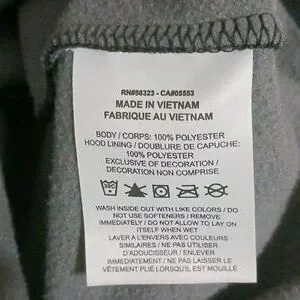 RN#56323 - CA#05553
MADE IN VIETNAM
FABRIQUE AU VIETNAM
BODY / CORPS: 100% POLYESTER
HOOD LINING / DOUBLURE DE CAPUCHE:
100% POLYESTER
EXCLUSIVE OF DECORATION /
DÉCORATION NON COMPRISE
WASH INSIDE OUT WITH LIKE COLORS / DO
NOT USE SOFTENERS / REMOVE
IMMEDIATELY / DO NOT ALLOW TO LAY ON
ITSELF WHEN WET
LAVER A L'ENVERS AVEC COULEURS
SIMILAIRES / NE PAS UTILISER
D'ADOUCISSEUR / ENLEVER
IMMEDIATEMENT / NE PAS LAISSER LE
VÊTEMENT PLIÉ LORSQU'IL EST MOUILLÉ